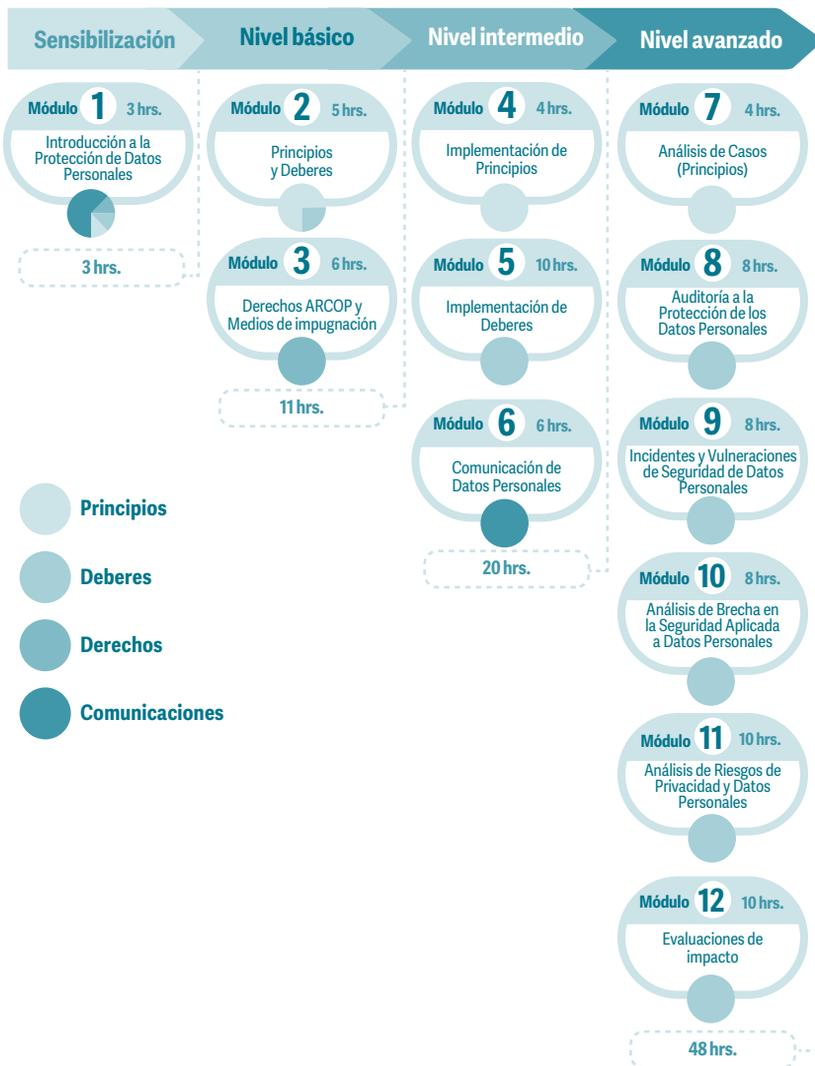 Sensibilización
Nivel básico
Nivel intermedio
Nivel avanzado
Módulo 1 3 hrs.
Introducción a la
Protección de Datos
Personales
3 hrs.
Módulo 2 5 hrs.
Principios
y Deberes
Módulo 3 6 hrs.
Derechos ARCOP y
Medios de impugnación
11 hrs.
Módulo 4 4 hrs.
Implementación de
Principios
Módulo 5 10 hrs.
Implementación de
Deberes
Módulo 6 6 hrs.
Comunicación de
Datos Personales
20 hrs.
Módulo 7 4 hrs.
Análisis de Casos
(Principios)
Módulo 8 8 hrs.
Auditoría a la
Protección de los
Datos Personales
Módulo 9 8 hrs.
Incidentes y Vulneraciones
de Seguridad de Datos
Personales
Módulo 10 8 hrs.
Análisis de Brecha en
la Seguridad Aplicada
a Datos Personales
Módulo 11 10 hrs.
Análisis de Riesgos de
Privacidad y Datos
Personales
Módulo 12 10 hrs.
Evaluaciones de
impacto
48 hrs.
Principios
Deberes
Derechos
Comunicaciones